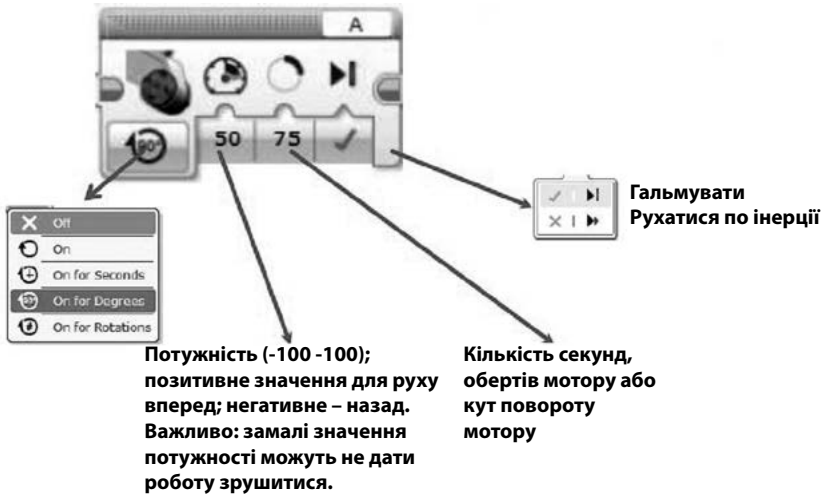 A
50 75
Off
On
On for Seconds
On for Degrees
On for Rotations
Гальмувати
Рухатися по інерції
Потужність (-100 -100);
позитивне значення для руху
вперед; негативне – назад.
Важливо: замалі значення
потужності можуть не дати
роботу зрушитися.
Кількість секунд,
обертів мотору або
кут повороту
мотору